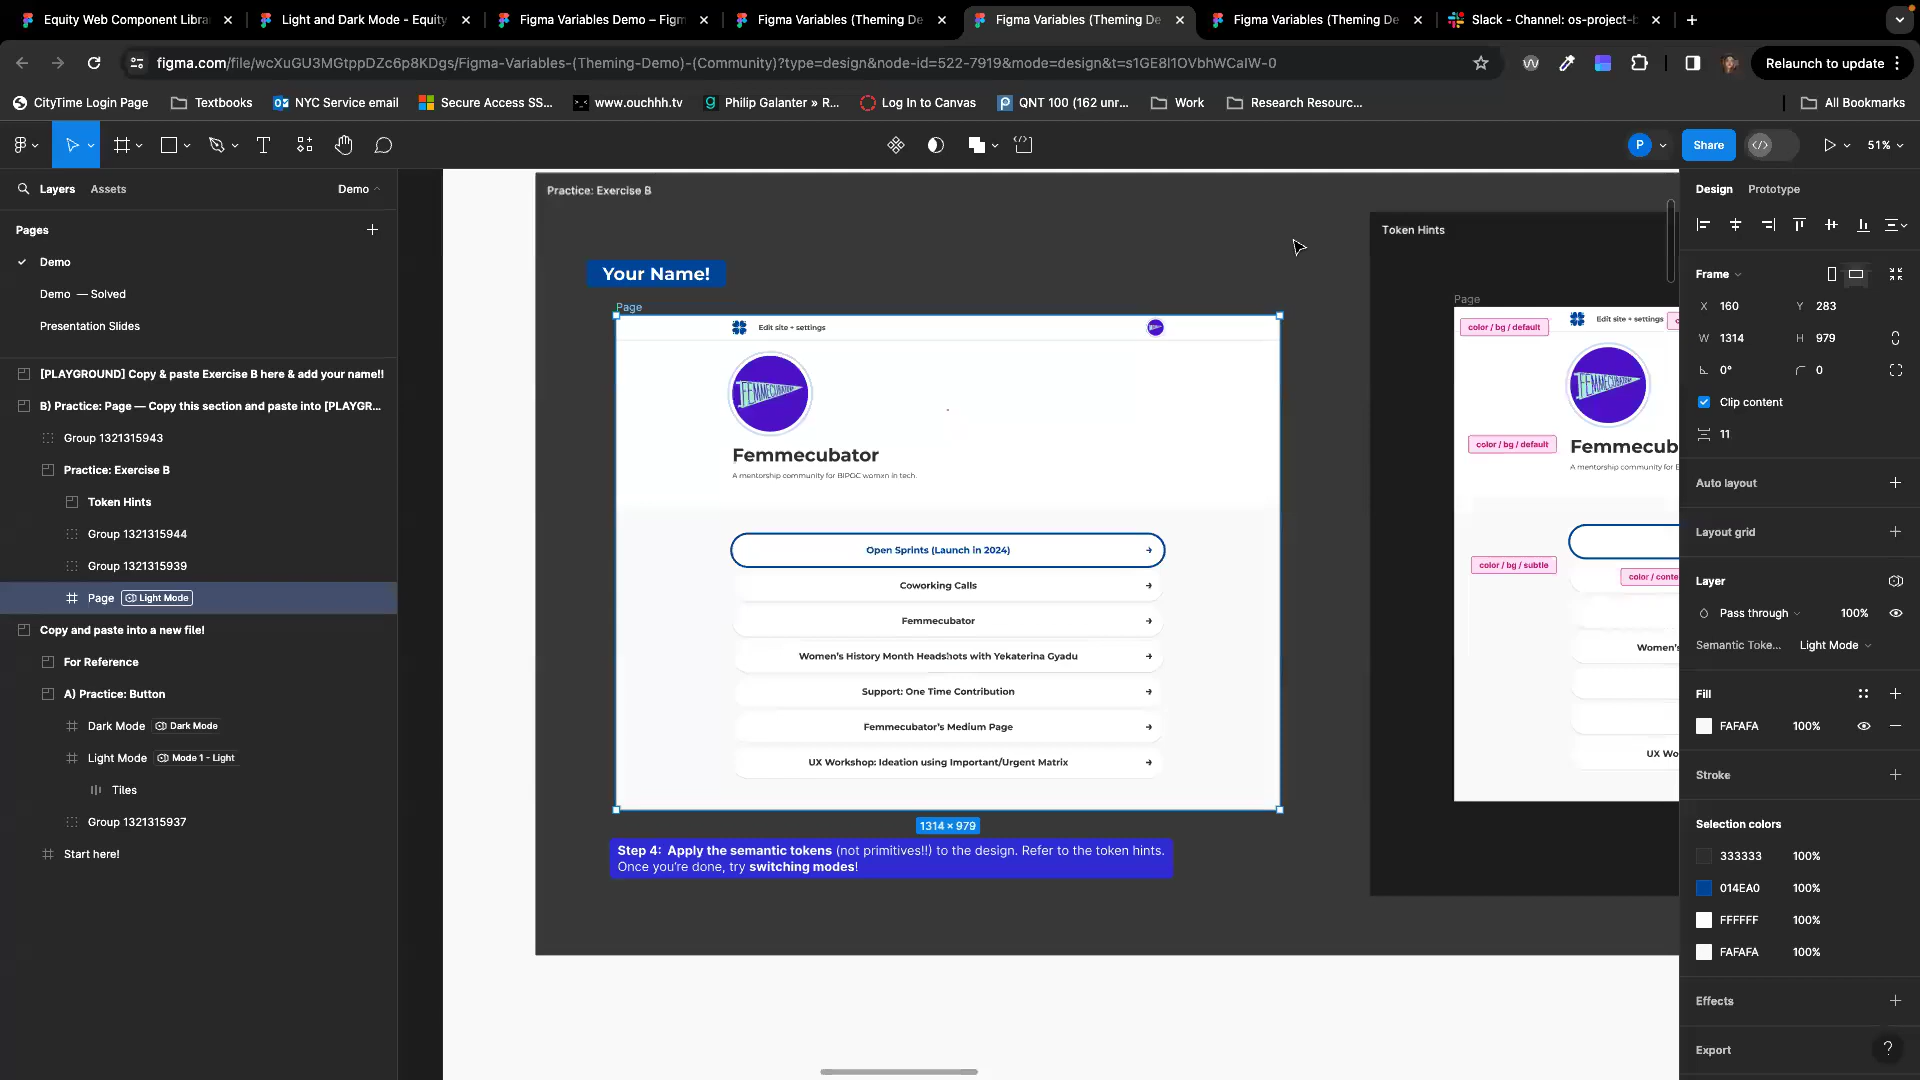 Equity Web Component Libra
Light and Dark Mode - Equity
Figma Variables Demo – Figm
Figma Variables (Theming De
Figma Variables (Theming De
Figma Variables (Theming De
Slack - Channel: os-project-b
figma.com/file/wcXuGU3MGtppDZc6p8KDgs/Figma-Variables-(Theming-Demo)-(Community)?type=design&node-id=522-7919&mode=design&t=s1GE8l1OVbhWCaIW-0
Relaunch to update
CityTime Login Page
Textbooks
NYC Service email
Secure Access SS...
www.ouchhh.tv
Philip Galanter » R...
Log In to Canvas
QNT 100 (162 unr...
Work
Research Resourc...
All Bookmarks
P
Share
51%
Layers
Assets
Demo
Pages
Demo
Demo — Solved
Presentation Slides
[PLAYGROUND] Copy & paste Exercise B here & add your name!!
B) Practice: Page — Copy this section and paste into [PLAYGR...
Group 1321315943
Practice: Exercise B
Token Hints
Group 1321315944
Group 1321315939
Page
Light Mode
Copy and paste into a new file!
For Reference
A) Practice: Button
Dark Mode
Dark Mode
Light Mode
Mode 1 - Light
Tiles
Group 1321315937
Start here!
Practice: Exercise B
Your Name!
Page
Edit site + settings
FEMMECUBATOR
Femmecubator
A mentorship community for BIPOC womxn in tech.
Open Sprints (Launch in 2024)
Coworking Calls
Femmecubator
Women's History Month Headshots with Yekaterina Gyadu
Support: One Time Contribution
Femmecubator's Medium Page
UX Workshop: Ideation using Important/Urgent Matrix
1314 × 979
Step 4: Apply the semantic tokens (not primitives!!) to the design. Refer to the token hints.
Once you're done, try switching modes!
Token Hints
Page
color / bg / default
Edit site + settings
c
FEMMECUBATOR
color / bg / default
Femmecub
A mentorship community for B
color / bg / subtle
color / conte
Women's
UX Wo
Design
Prototype
Frame
X 160
Y 283
W 1314
H 979
0°
0
Clip content
11
Auto layout
Layout grid
Layer
Pass through
100%
Semantic Toke...
Light Mode
Fill
FAFAFA
100%
Stroke
Selection colors
333333
100%
014EA0
100%
FFFFFF
100%
FAFAFA
100%
Effects
Export
?